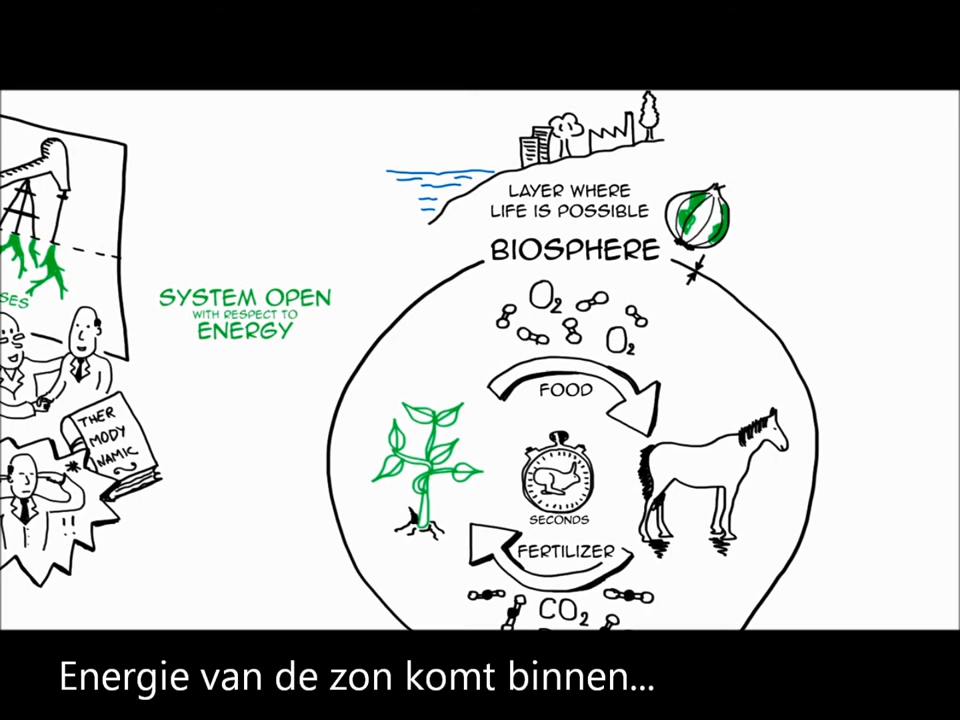 LAYER WHERE
LIFE IS POSSIBLE
BIOSPHERE
SYSTEM OPEN
WITH RESPECT TO
ENERGY
SES
O2
O2
FOOD
THER
MODY
NAMIC
SECONDS
FERTILIZER
CO2
Energie van de zon komt binnen...